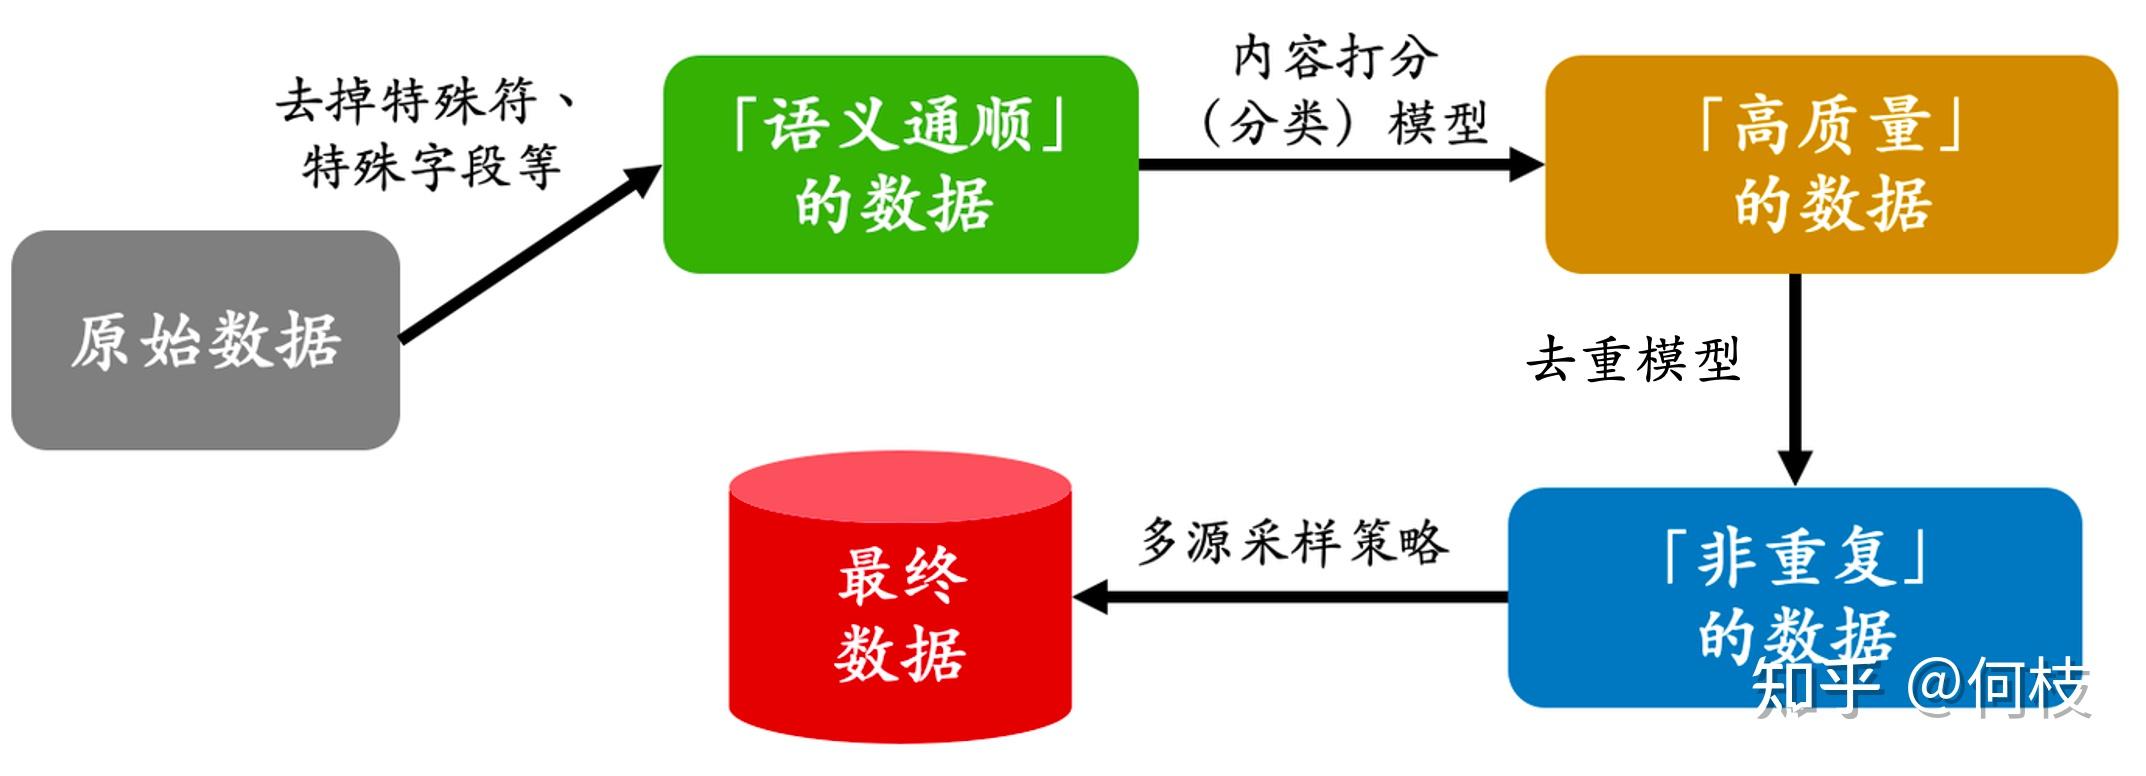 去掉特殊符、
特殊字段等
原始数据
「语义通顺」
的数据
内容打分
（分类）模型
「高质量」
的数据
去重模型
「非重复」
的数据
多源采样策略
最终
数据
知乎 @何枝